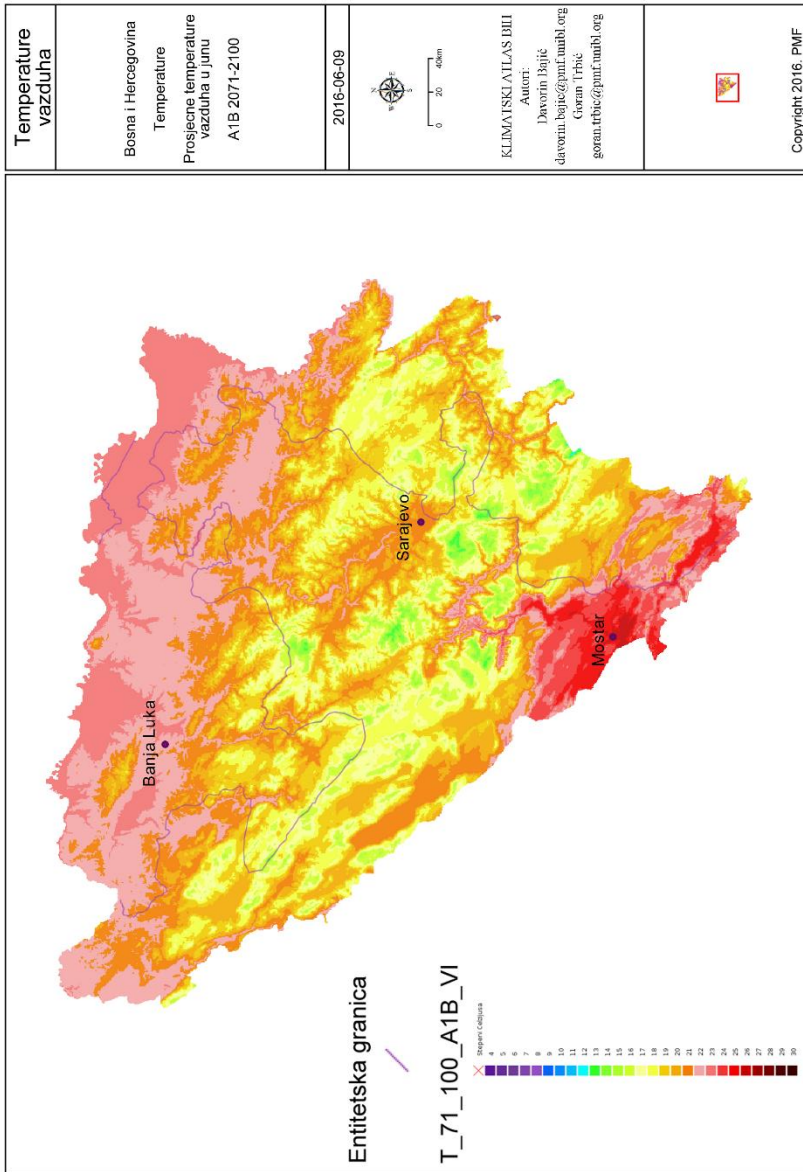 Temperature
vazduha
Bosna i Hercegovina
Temperature
Prosjecne temperature
vazduha u junu
A1B 2071-2100
2016-06-09
N
W
E
S
0 20 40km
KLIMATSKI ATLAS BIH
Autori:
Davorin Bajić
davorin.bajic@pmf.unibl.org
Goran Trbić
goran.trbic@pmf.unibl.org
Copyright 2016. PMF
Banja Luka
Sarajevo
Mostar
Entitetska granica
T_71_100_A1B_VI
Stepeni Celzijusa
4
5
6
7
8
9
10
11
12
13
14
15
16
17
18
19
20
21
22
23
24
25
26
27
28
29
30